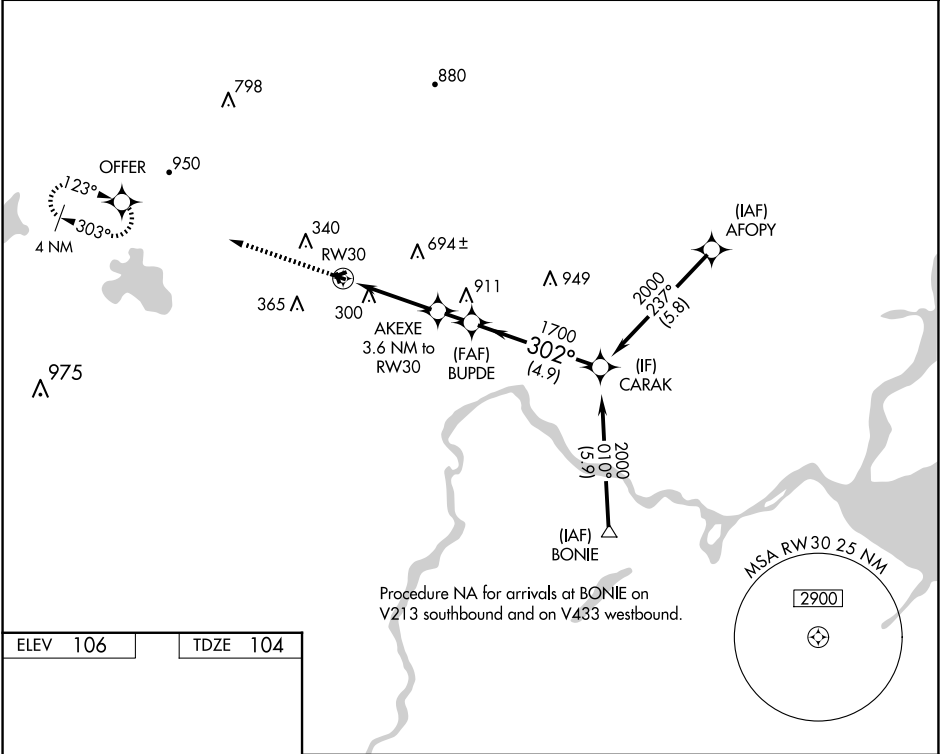 798
880
950
OFFER
123°
303°
4 NM
340
RW30
694±
(IAF)
AFOPY
949
911
365
300
2000
237°
(5.8)
AKEXE
3.6 NM to
RW30
(FAF)
BUPDE
1700
302°
(4.9)
(IF)
CARAK
975
2000
010°
(5.9)
(IAF)
BONIE
MSA RW30 25 NM
2900
Procedure NA for arrivals at BONIE on
V213 southbound and on V433 westbound.
ELEV 106
TDZE 104